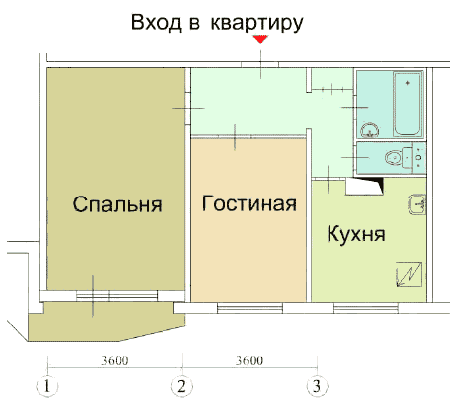 Вход в квартиру
Спальня
Гостиная
Кухня
3600 3600
1 2 3